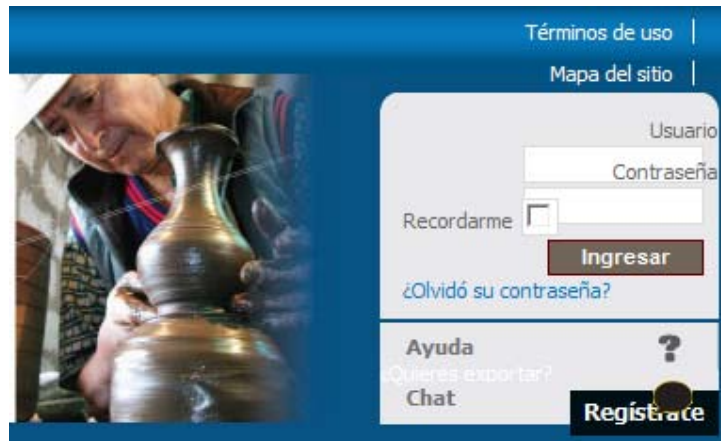 Términos de uso
Mapa del sitio
Usuario
Contraseña
Recordarme
Ingresar
¿Olvidó su contraseña?
Ayuda
?
¿Quieres exportar?
Chat
Regístrate